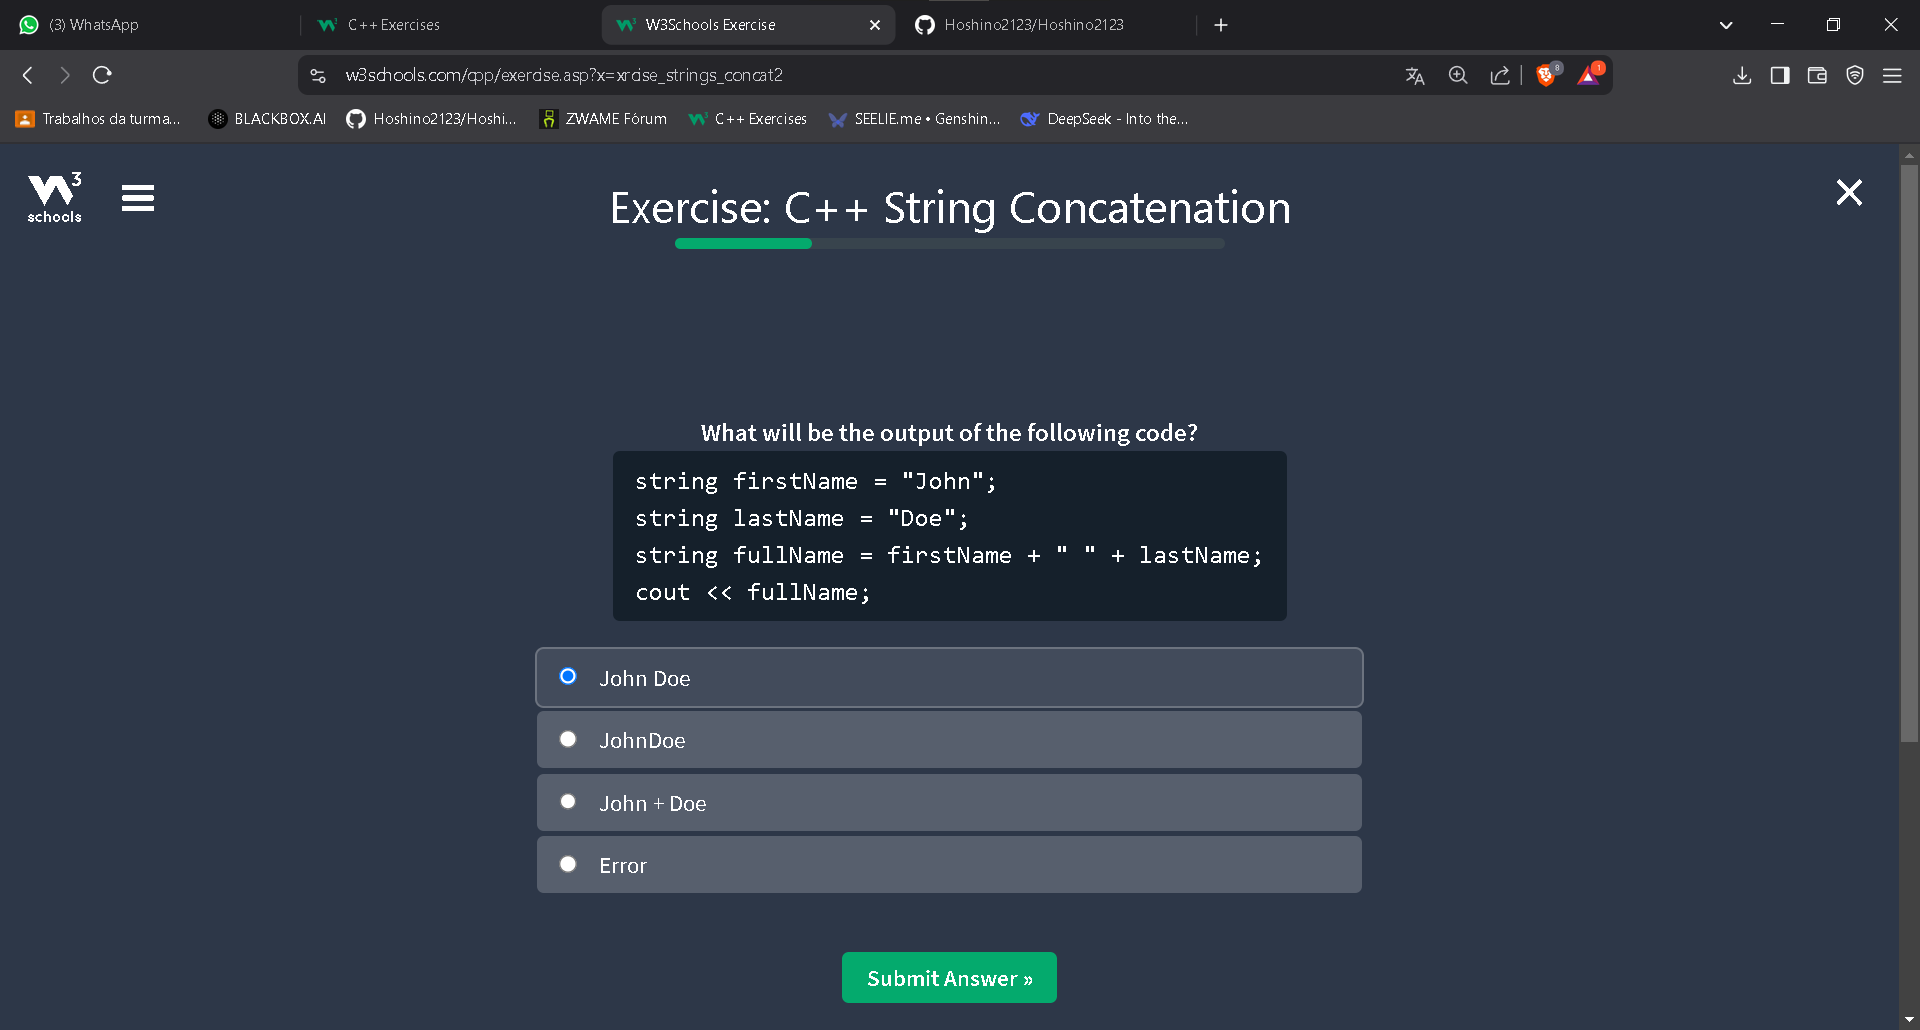 (3) WhatsApp
C++ Exercises
W3Schools Exercise
Hoshino2123/Hoshino2123
w3schools.com/cpp/exercise.asp?x=xrcise_strings_concat2
8
1
Trabalhos da turma...
BLACKBOX.AI
Hoshino2123/Hoshi...
ZWAME Fórum
C++ Exercises
SEELIE.me • Genshin...
DeepSeek - Into the...
W3
schools
Exercise: C++ String Concatenation
What will be the output of the following code?
string firstName = "John";
string lastName = "Doe";
string fullName = firstName + " " + lastName;
cout << fullName;
John Doe
JohnDoe
John + Doe
Error
Submit Answer »